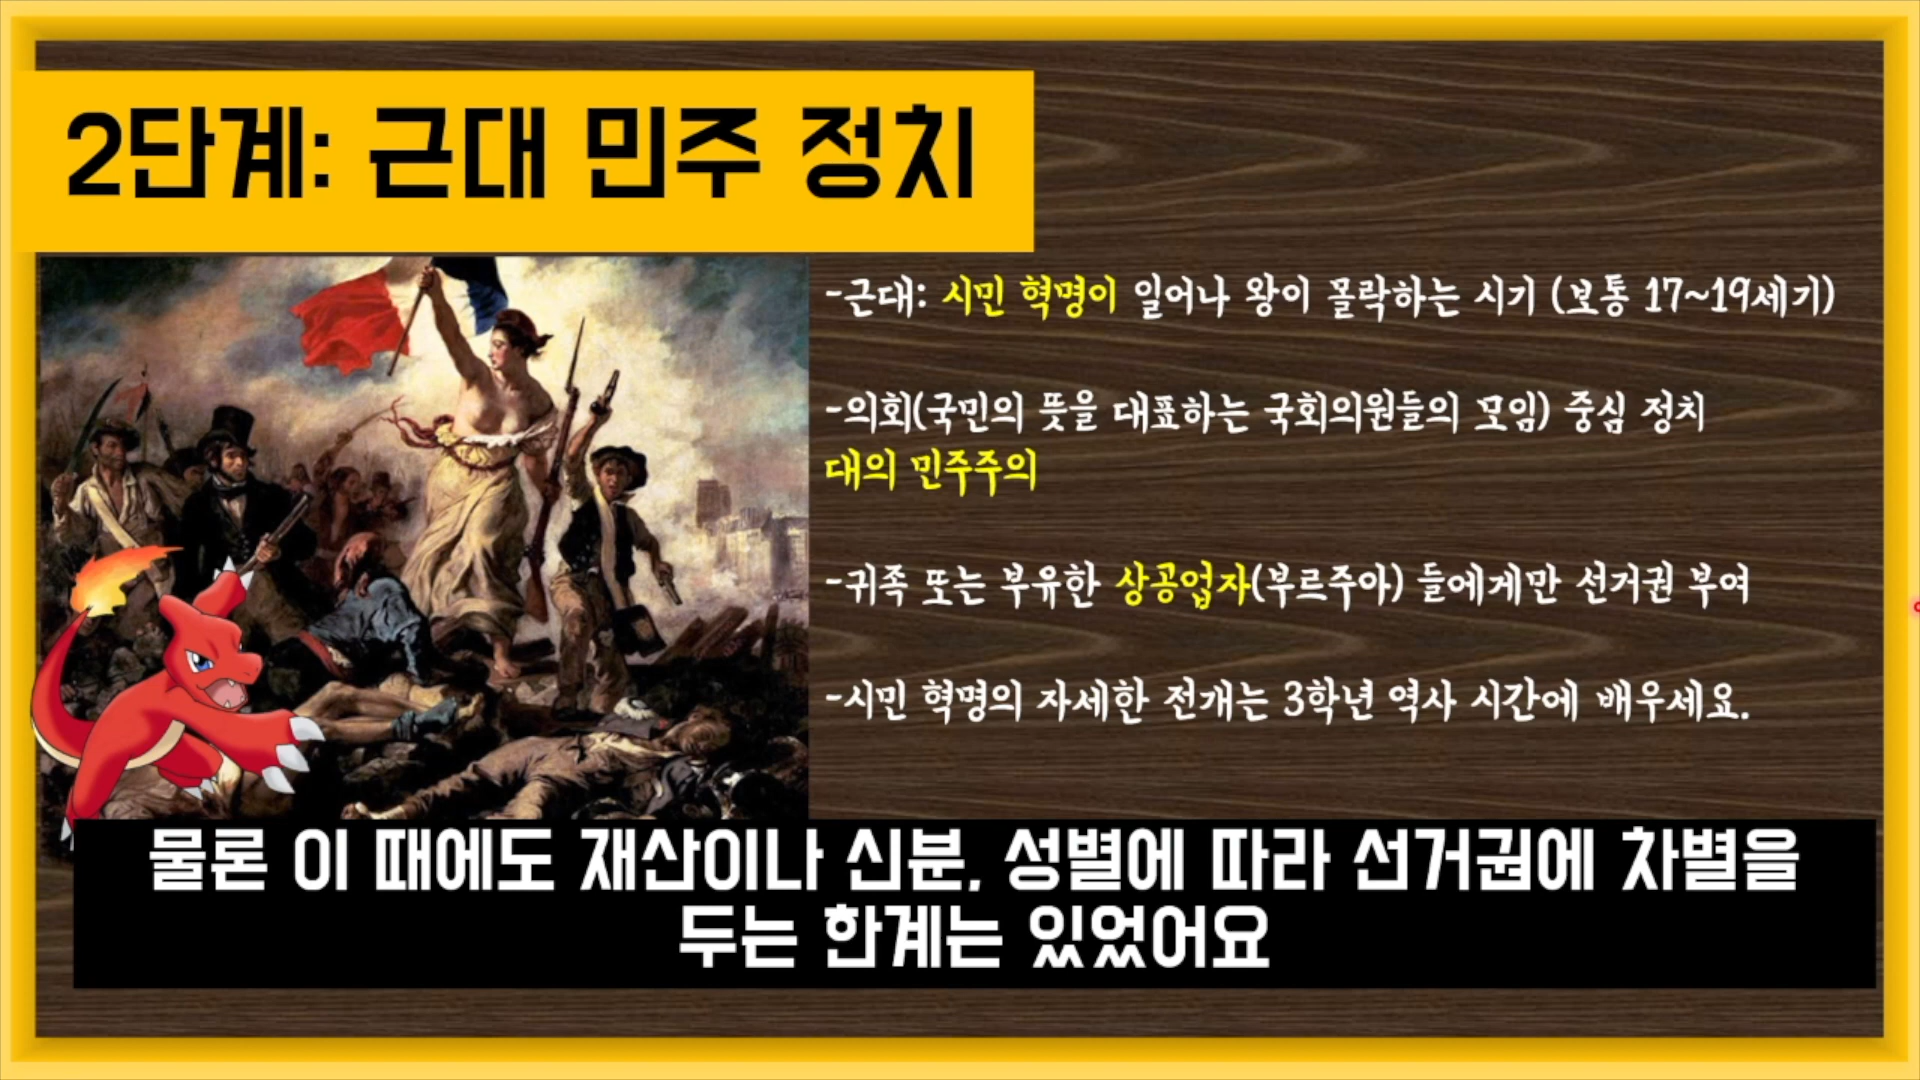 2단계: 근대 민주 정치
-근대: 시민 혁명이 일어나 왕이 몰락하는 시기 (보통 17~19세기)
-의회(국민의 뜻을 대표하는 국회의원들의 모임) 중심 정치
대의 민주주의
-귀족 또는 부유한 상공업자(부르주아) 들에게만 선거권 부여
-시민 혁명의 자세한 전개는 3학년 역사 시간에 배우세요.
물론 이 때에도 재산이나 신분, 성별에 따라 선거권에 차별을
두는 한계는 있었어요